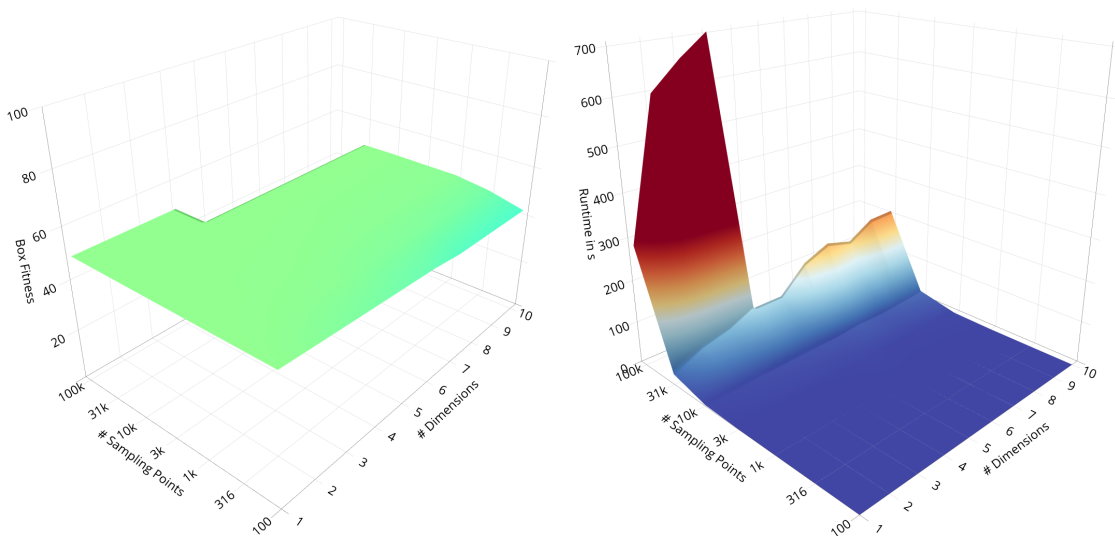 100
80
60
40
20
Box Fitness
100k
31k
10k
3k
1k
316
100
# Sampling Points
1
2
3
4
5
6
7
8
9
10
# Dimensions
700
600
500
400
300
200
100
0
Runtime in s
100k
31k
10k
3k
1k
316
100
# Sampling Points
1
2
3
4
5
6
7
8
9
10
# Dimensions